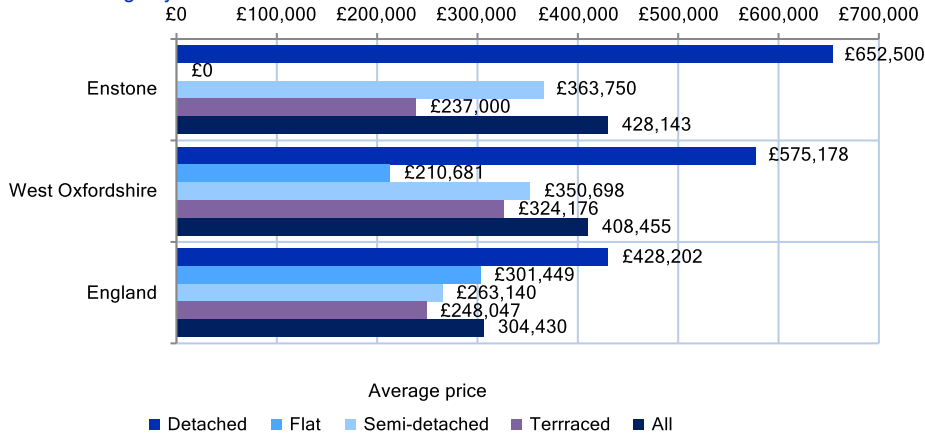 £0 £100,000 £200,000 £300,000 £400,000 £500,000 £600,000 £700,000
£652,500
£0
Enstone
£363,750
£237,000
428,143
£575,178
£210,681
West Oxfordshire
£350,698
£324,176
408,455
£428,202
£301,449
England
£263,140
£248,047
304,430
Average price
Detached Flat Semi-detached Terrraced All